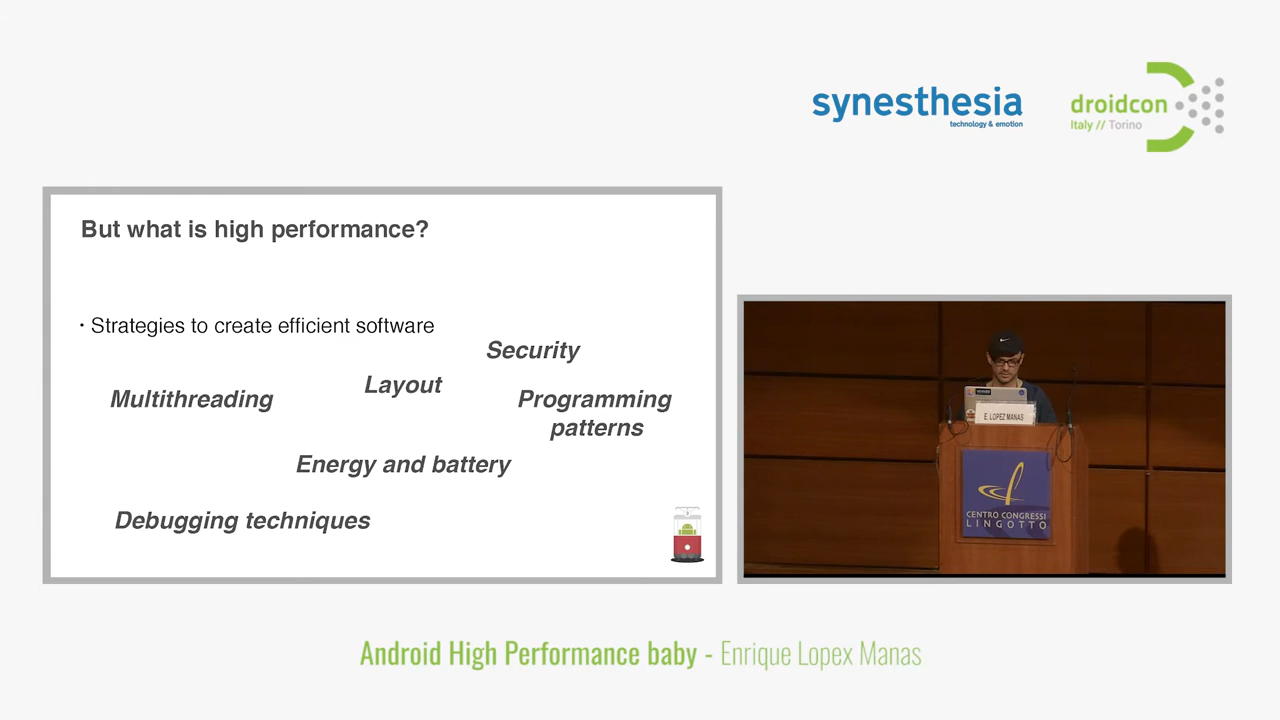 synesthesia
technology & emotion
droidcon
Italy // Torino
But what is high performance?
· Strategies to create efficient software
Security
Layout
Multithreading
Programming
patterns
Energy and battery
Debugging techniques
E. LOPEZ MANAS
CENTRO CONGRESSI
LINGOTTO
Android High Performance baby - Enrique Lopex Manas